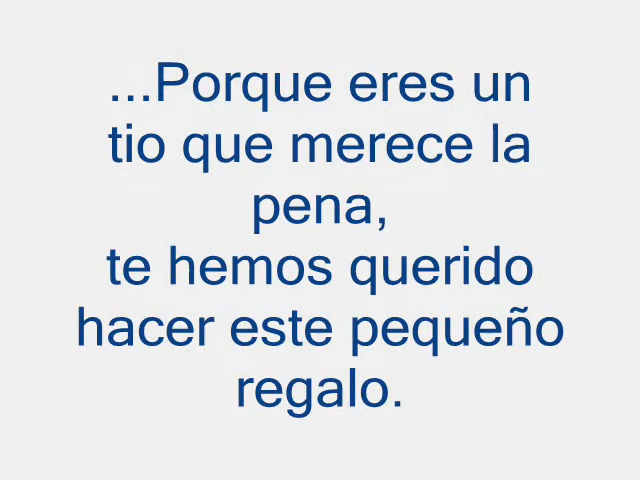 ...Porque eres un
tio que merece la
pena,
te hemos querido
hacer este pequeño
regalo.